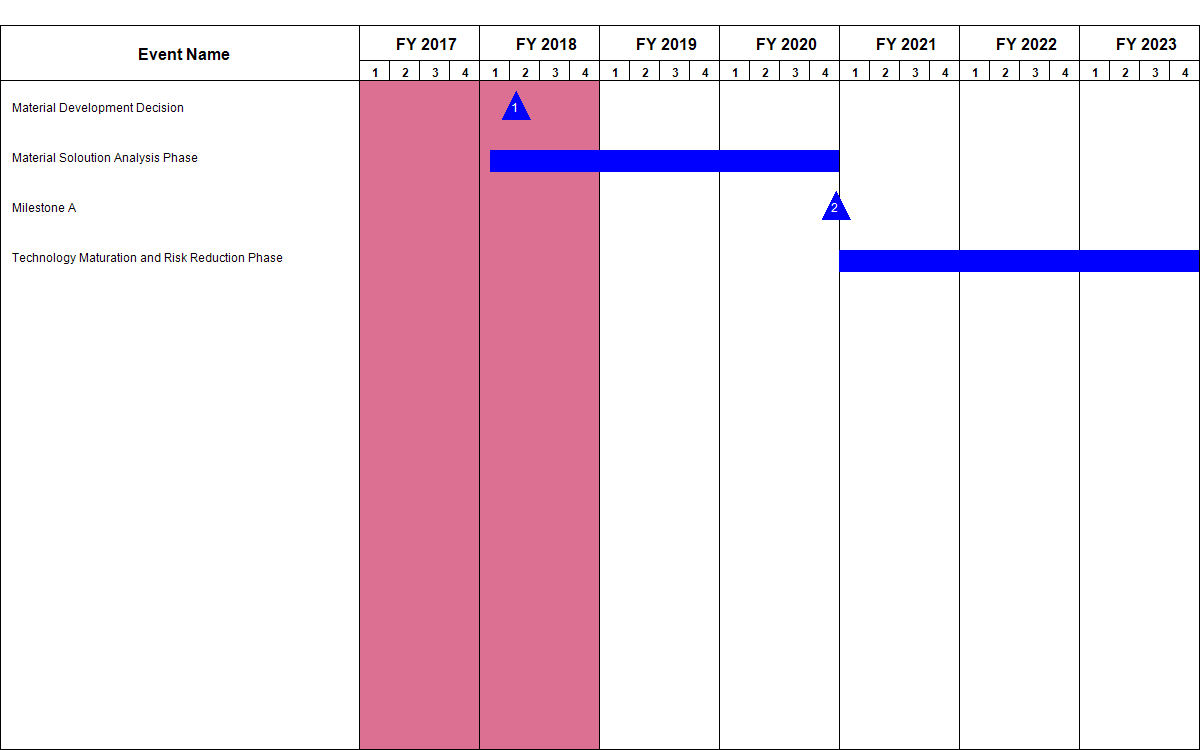 Event Name FY 2017 FY 2018 FY 2019 FY 2020 FY 2021 FY 2022 FY 2023
1 2 3 4 1 2 3 4 1 2 3 4 1 2 3 4 1 2 3 4 1 2 3 4 1 2 3 4
Material Development Decision 1
Material Soloution Analysis Phase
Milestone A 2
Technology Maturation and Risk Reduction Phase